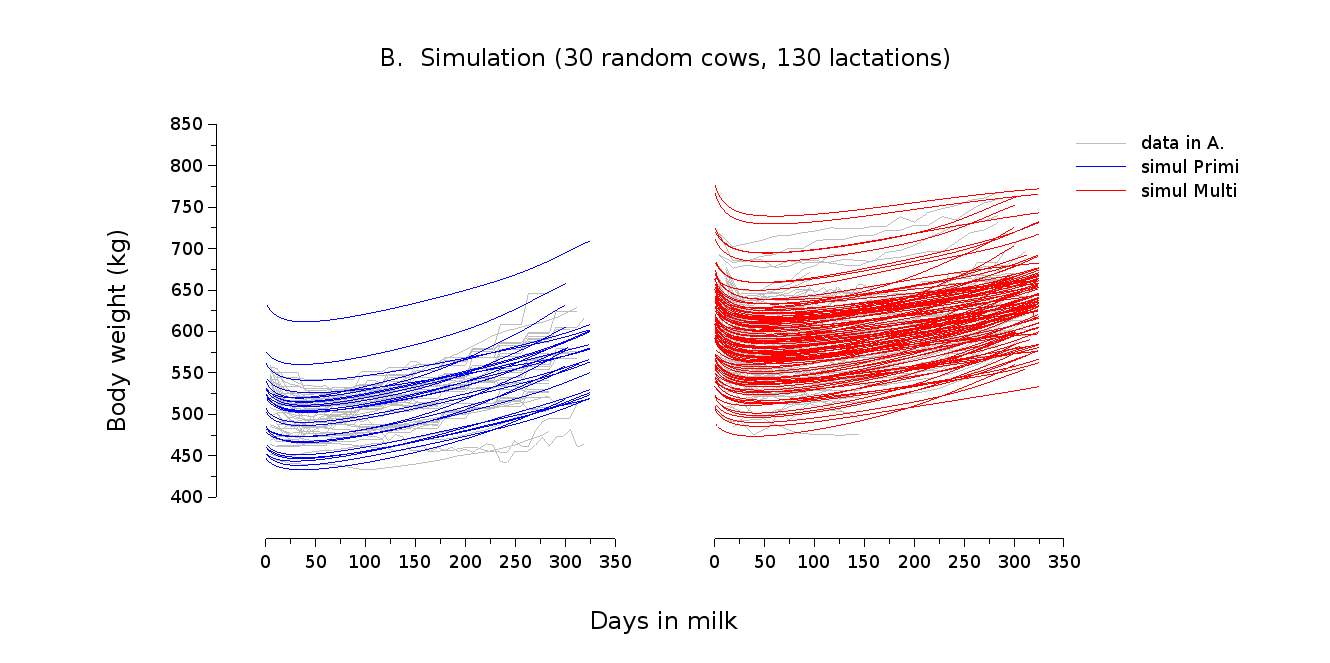 B.  Simulation (30 random cows, 130 lactations)
850
800
750
700
650
600
550
500
450
400
Body weight (kg)
data in A.
simul Primi
simul Multi
0 50 100 150 200 250 300 350
0 50 100 150 200 250 300 350
Days in milk